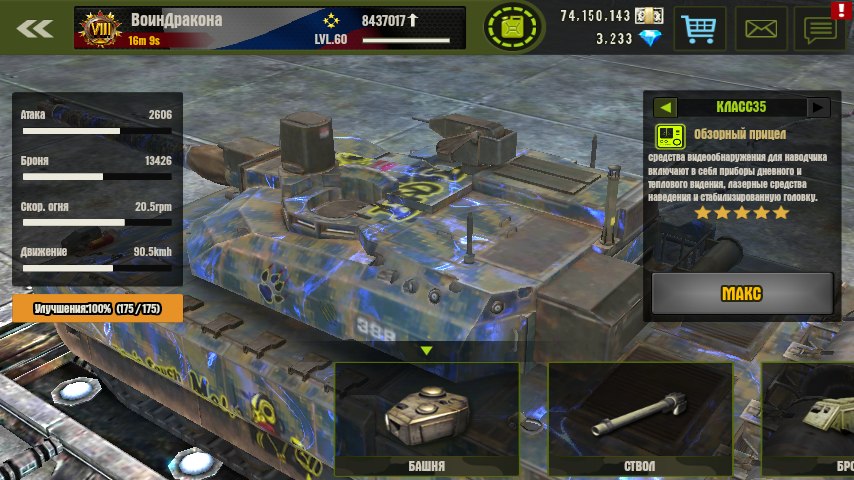 VIII
ВоинДракона
8437017
16m 9s
LVL.60
74,150,143
3,233
!
Атака 2606
Броня 13426
Скор. огня 20.5rpm
Движение 90.5kmh
Улучшения:100% (175/175)
КЛАСС35
Обзорный прицел
средства видеообнаружения для наводчика
включают в себя приборы дневного и
теплового видения, лазерные средства
наведения и стабилизированную головку.
МАКС
388
БАШНЯ
СТВОЛ
БРО